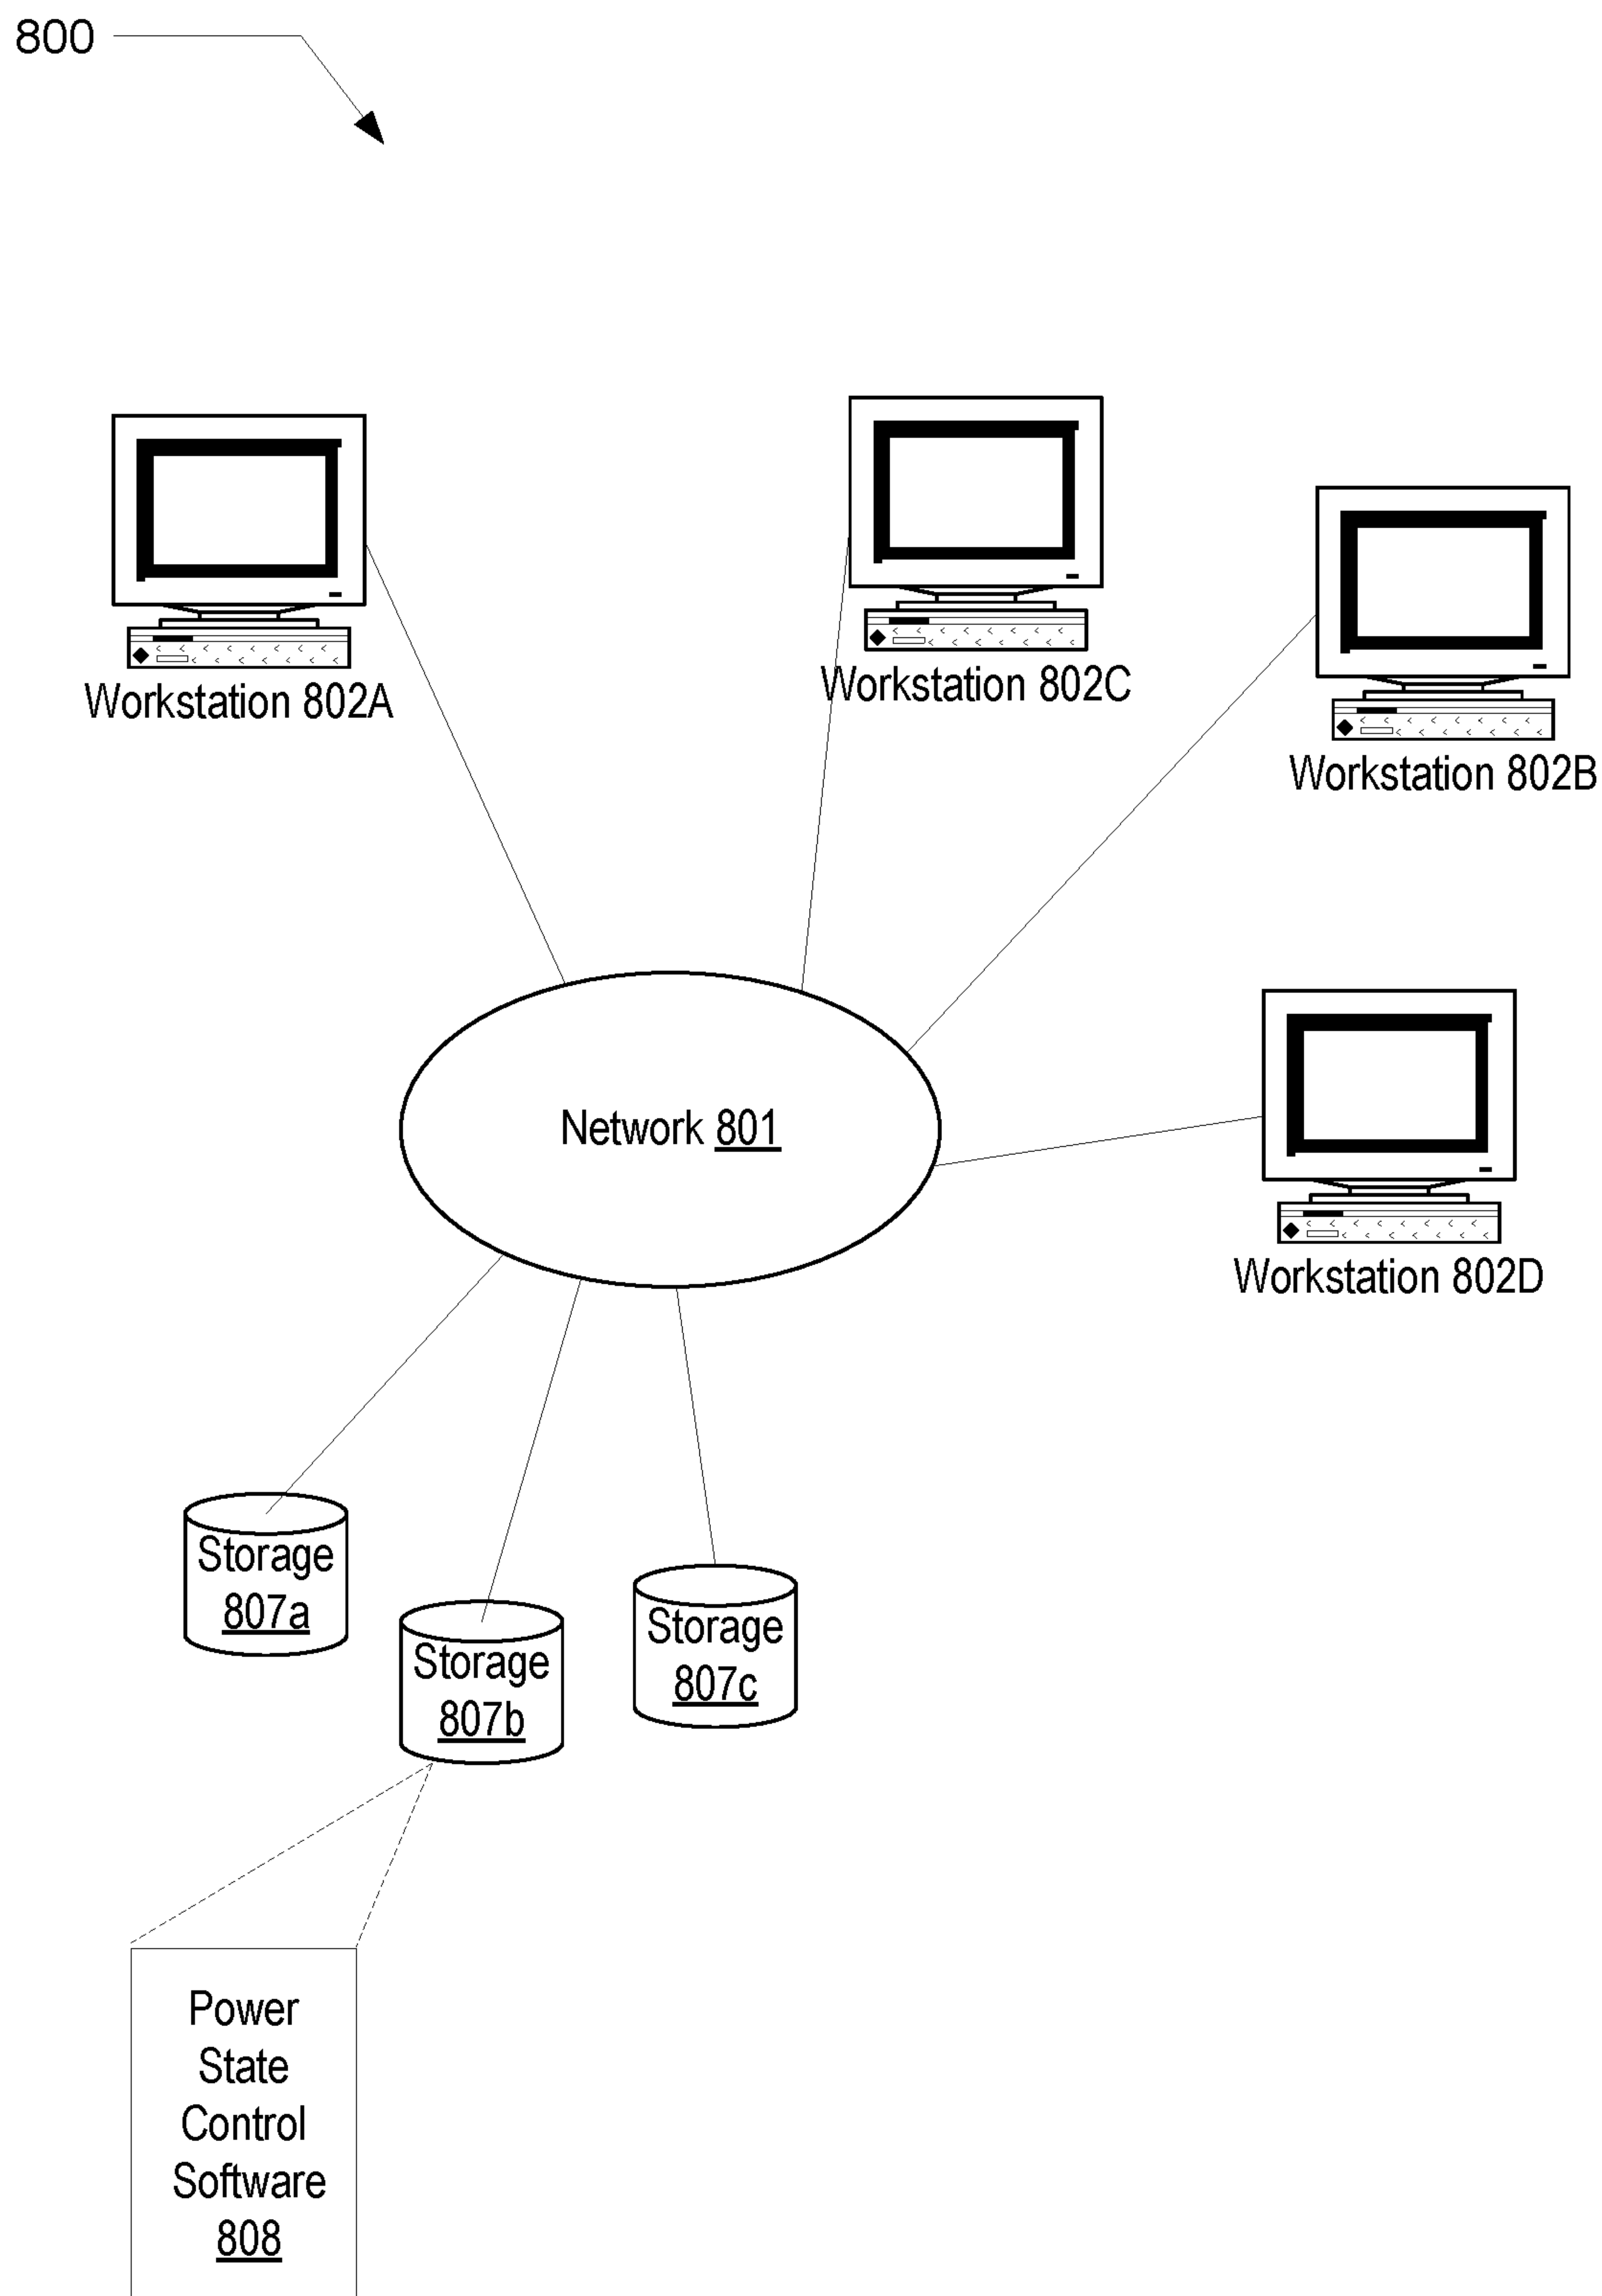 800
Workstation 802A
Workstation 802C
Workstation 802B
Network 801
Workstation 802D
Storage
807a
Storage
807b
Storage
807c
Power
State
Control
Software
808